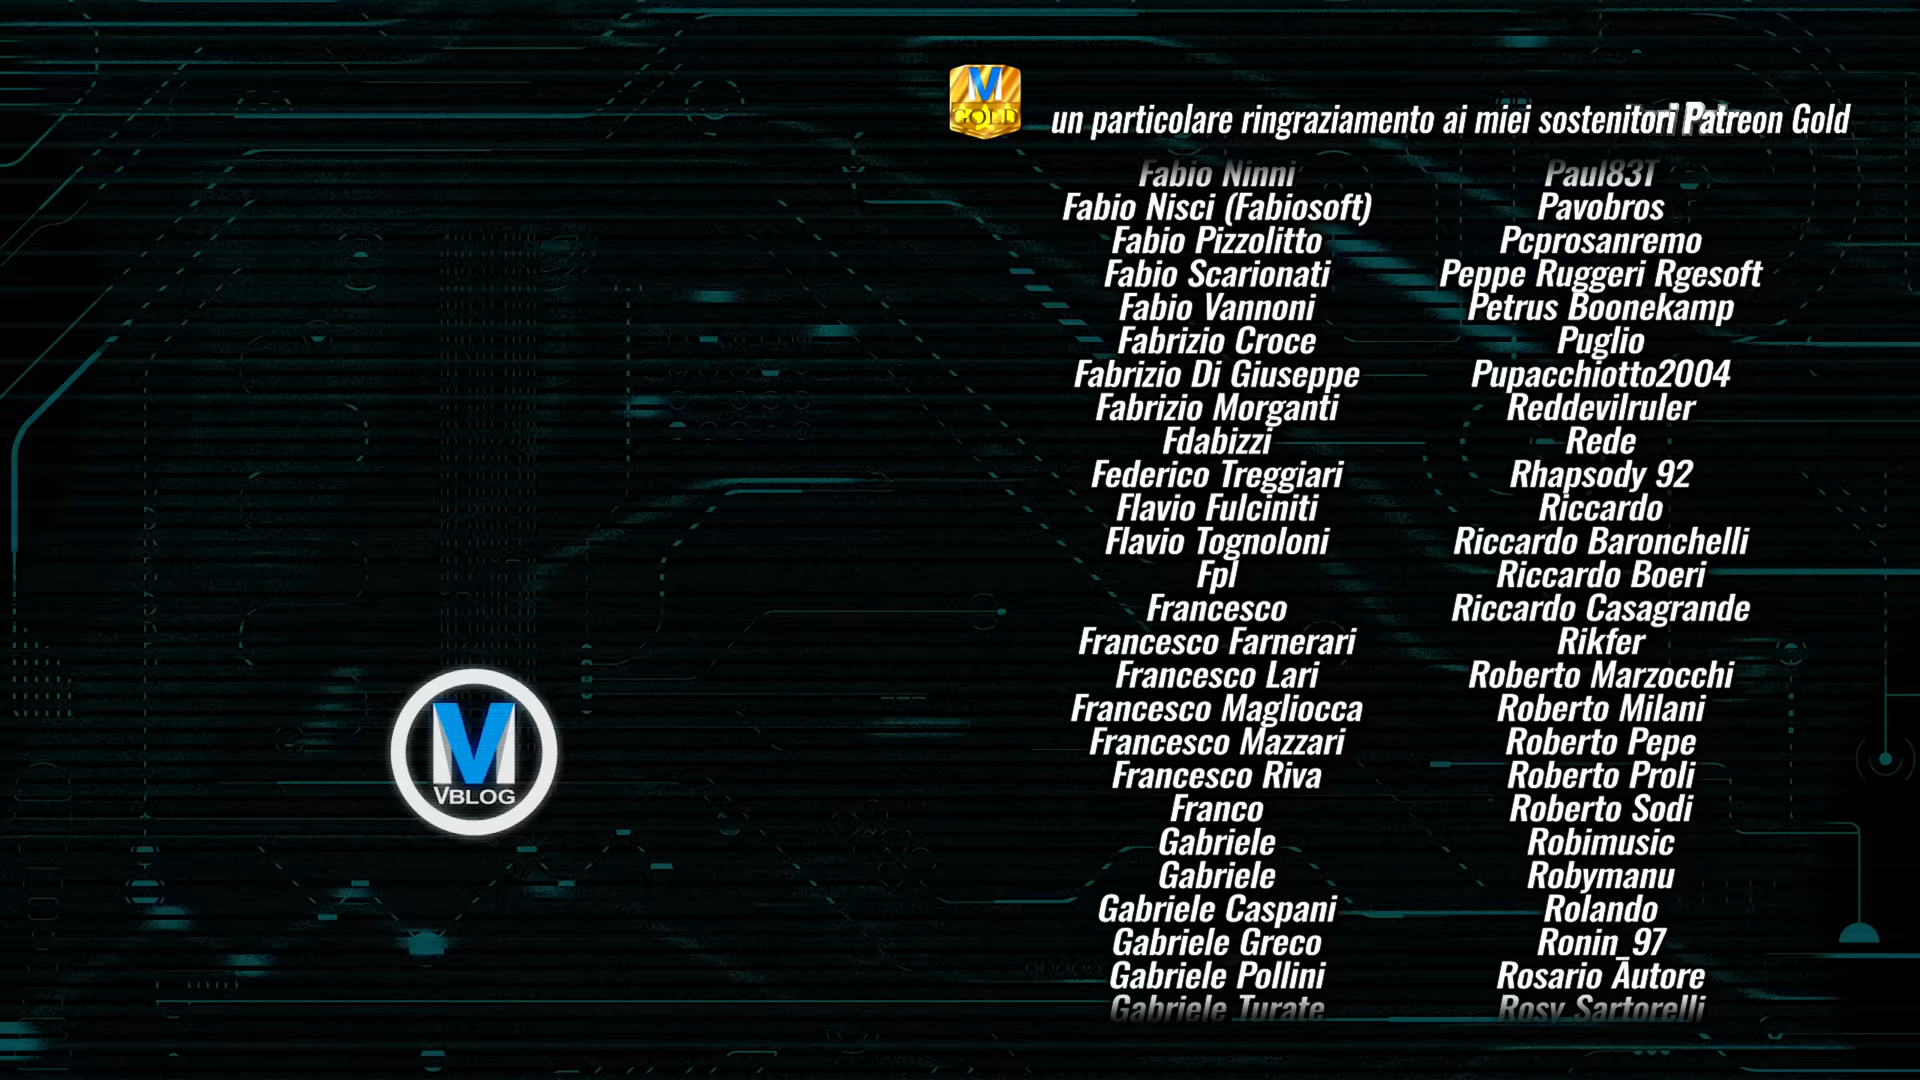 M
GOLD
un particolare ringraziamento ai miei sostenitori Patreon Gold
Fabio Ninni
Fabio Nisci (Fabiosoft)
Fabio Pizzolitto
Fabio Scarionati
Fabio Vannoni
Fabrizio Croce
Fabrizio Di Giuseppe
Fabrizio Morganti
Fdabizzi
Federico Treggiari
Flavio Fulciniti
Flavio Tognoloni
Fpl
Francesco
Francesco Farnerari
Francesco Lari
Francesco Magliocca
Francesco Mazzari
Francesco Riva
Franco
Gabriele
Gabriele
Gabriele Caspani
Gabriele Greco
Gabriele Pollini
Gabriele Turate
Paul83T
Pavobros
Pcprosanremo
Peppe Ruggeri Rgesoft
Petrus Boonekamp
Puglio
Pupacchiotto2004
Reddevilruler
Rede
Rhapsody 92
Riccardo
Riccardo Baronchelli
Riccardo Boeri
Riccardo Casagrande
Rikfer
Roberto Marzocchi
Roberto Milani
Roberto Pepe
Roberto Proli
Roberto Sodi
Robimusic
Robymanu
Rolando
Ronin_97
Rosario Autore
Rosy Sartorelli
M
VBLOG